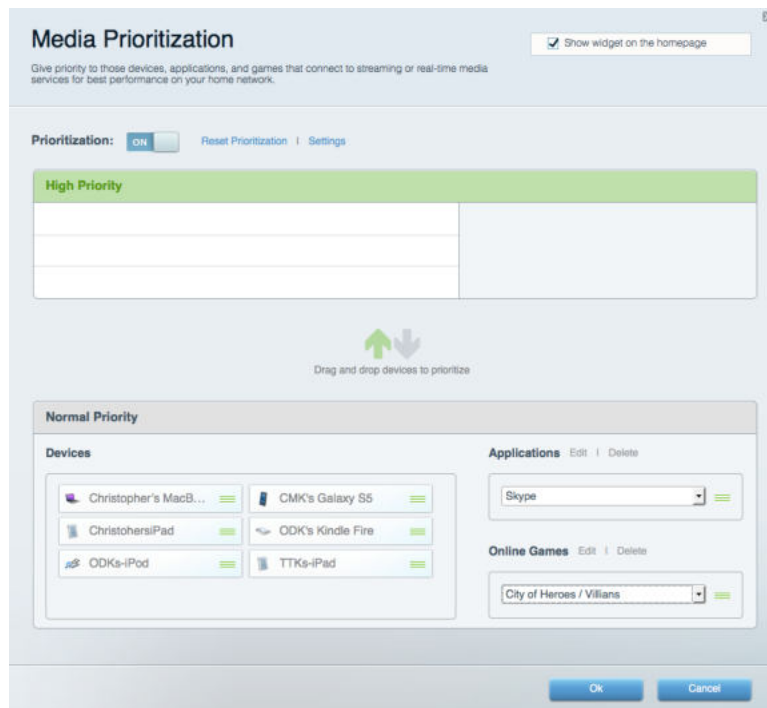 Media Prioritization
Show widget on the homepage
Give priority to those devices, applications, and games that connect to streaming or real-time media
services for best performance on your home network.
Prioritization: ON Reset Prioritization | Settings
High Priority
Drag and drop devices to prioritize
Normal Priority
Devices
Applications Edit | Delete
Christopher's MacB... CMK's Galaxy S5
Skype
ChristohersiPad ODK's Kindle Fire
ODKs-iPod TTKs-iPad
Online Games Edit | Delete
City of Heroes / Villians
Ok Cancel